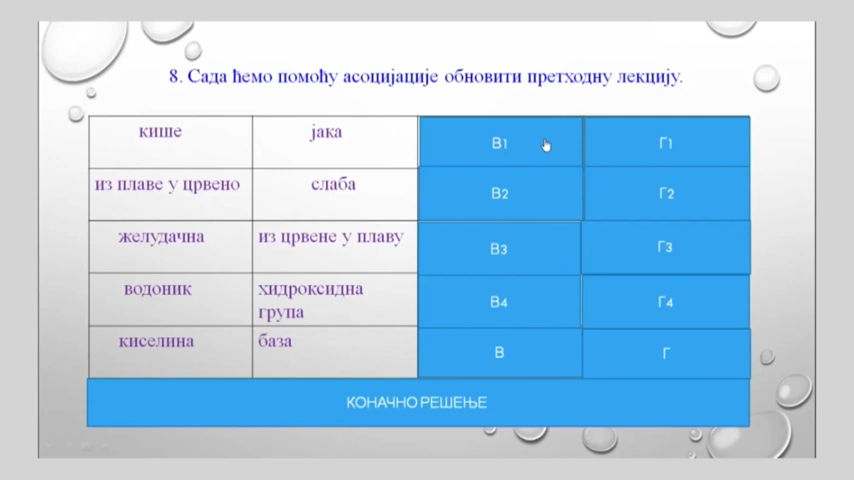 8. Сада ћемо помоћу асоцијације обновити претходну лекцију.
кише
јака
В1
Г1
из плаве у црвено
слаба
В2
Г2
желудачна
из црвене у плаву
В3
Г3
водоник
хидроксидна
група
В4
Г4
киселина
база
В
Г
КОНАЧНО РЕШЕЊЕ